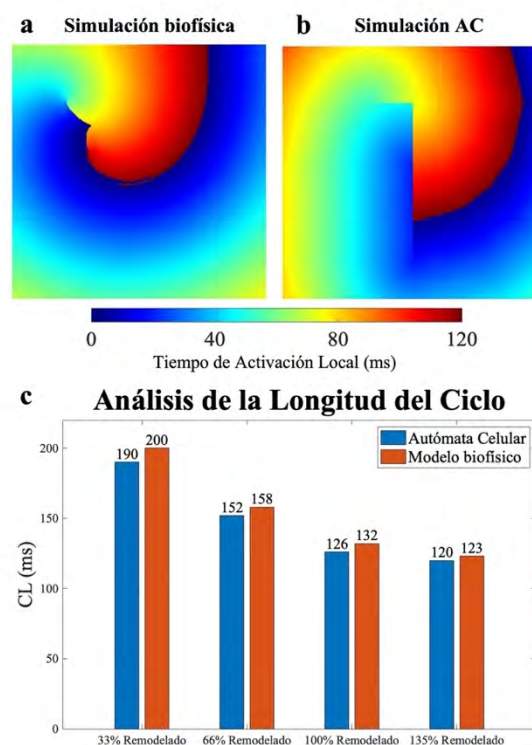 a Simulación biofísica
b Simulación AC
0 40 80 120
Tiempo de Activación Local (ms)
c Análisis de la Longitud del Ciclo
Autómata Celular
Modelo biofísico
CL (ms)
200
150
100
50
0
190 200
152 158
126 132
120 123
33% Remodelado 66% Remodelado 100% Remodelado 135% Remodelado